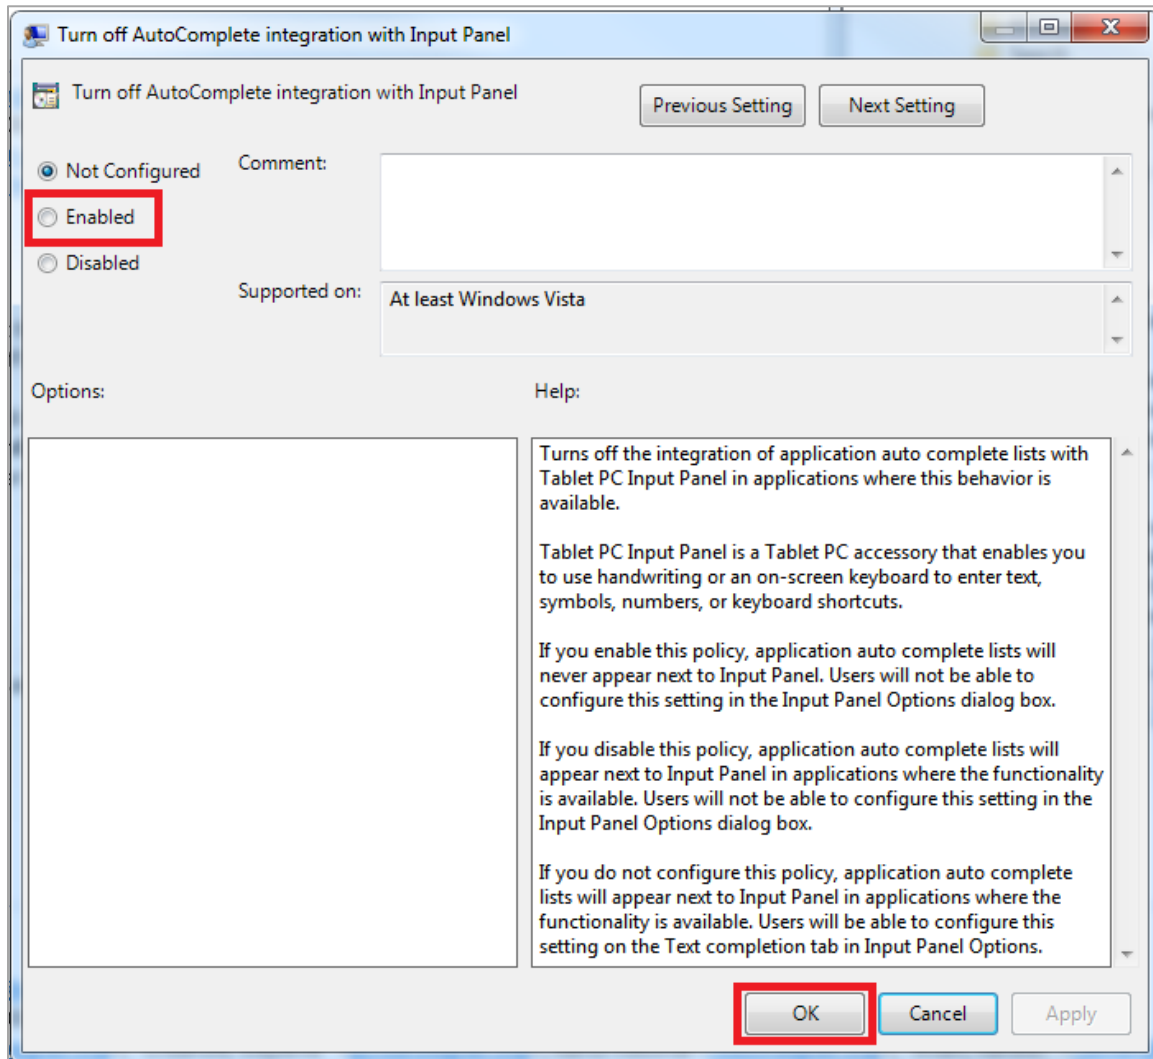 Turn off AutoComplete integration with Input Panel
Turn off AutoComplete integration with Input Panel
Previous Setting
Next Setting
Not Configured
Comment:
Enabled
Disabled
Supported on:
At least Windows Vista
Options:
Help:
Turns off the integration of application auto complete lists with
Tablet PC Input Panel in applications where this behavior is
available.
Tablet PC Input Panel is a Tablet PC accessory that enables you
to use handwriting or an on-screen keyboard to enter text,
symbols, numbers, or keyboard shortcuts.
If you enable this policy, application auto complete lists will
never appear next to Input Panel. Users will not be able to
configure this setting in the Input Panel Options dialog box.
If you disable this policy, application auto complete lists will
appear next to Input Panel in applications where the functionality
is available. Users will not be able to configure this setting in the
Input Panel Options dialog box.
If you do not configure this policy, application auto complete
lists will appear next to Input Panel in applications where the
functionality is available. Users will be able to configure this
setting on the Text completion tab in Input Panel Options.
OK
Cancel
Apply